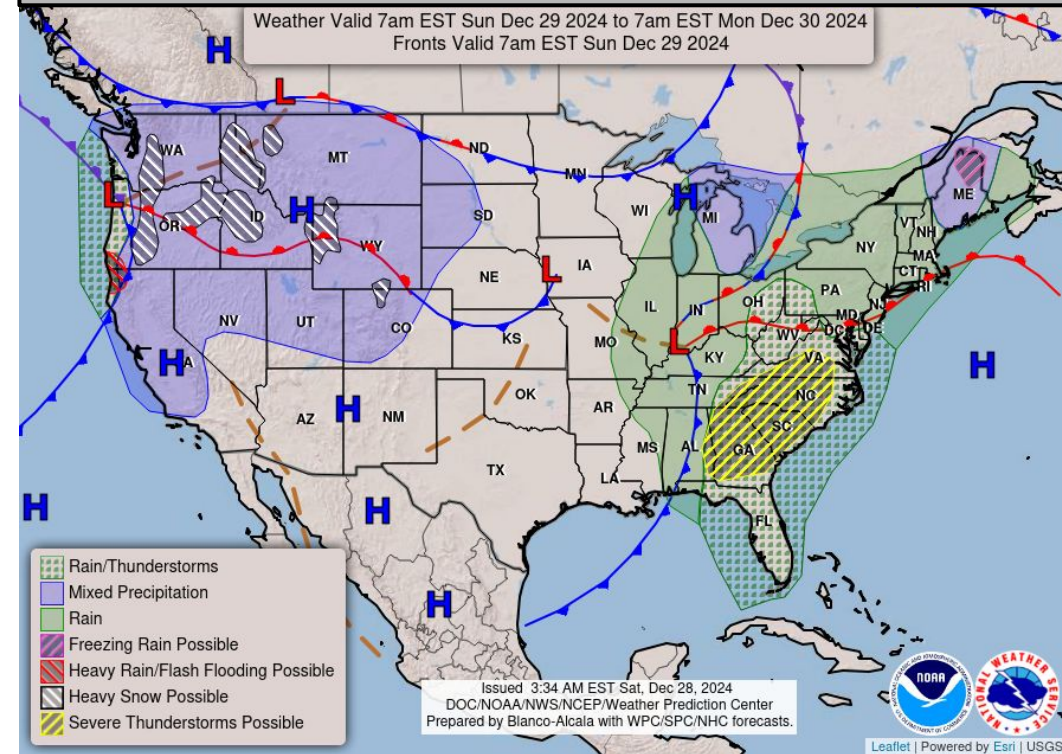 Weather Valid 7am EST Sun Dec 29 2024 to 7am EST Mon Dec 30 2024
Fronts Valid 7am EST Sun Dec 29 2024
H
L
WA
MT
ND
MN
L
OR
ID
H
WY
SD
WI
H
MI
ME
VT
NH
NY
MA
CT
RI
NE
L
IA
IL
IN
OH
PA
NJ
MD
DE
DC
WV
NV
UT
CO
KS
MO
L
KY
VA
H
A
H
AZ
NM
OK
AR
TN
NC
SC
MS
AL
GA
H
TX
LA
FL
H
H
H
Rain/Thunderstorms
Mixed Precipitation
Rain
Freezing Rain Possible
Heavy Rain/Flash Flooding Possible
Heavy Snow Possible
Severe Thunderstorms Possible
Issued 3:34 AM EST Sat, Dec 28, 2024
DOC/NOAA/NWS/NCEP/Weather Prediction Center
Prepared by Blanco-Alcala with WPC/SPC/NHC forecasts.
NOAA
NATIONAL WEATHER SERVICE
Leaflet | Powered by Esri | USGS